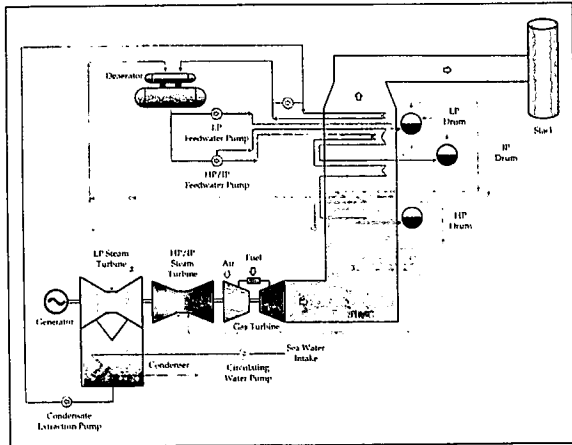 Deaerator
LP
Feedwater Pump
HP/IP
Feedwater Pump
LP
Drum
IP
Drum
HP
Drum
Stack
LP Steam
Turbine
HP/IP
Steam
Turbine
Air
Fuel
Generator
Gas Turbine
Condenser
Sea Water
Intake
Circulating
Water Pump
Condensate
Extraction Pump